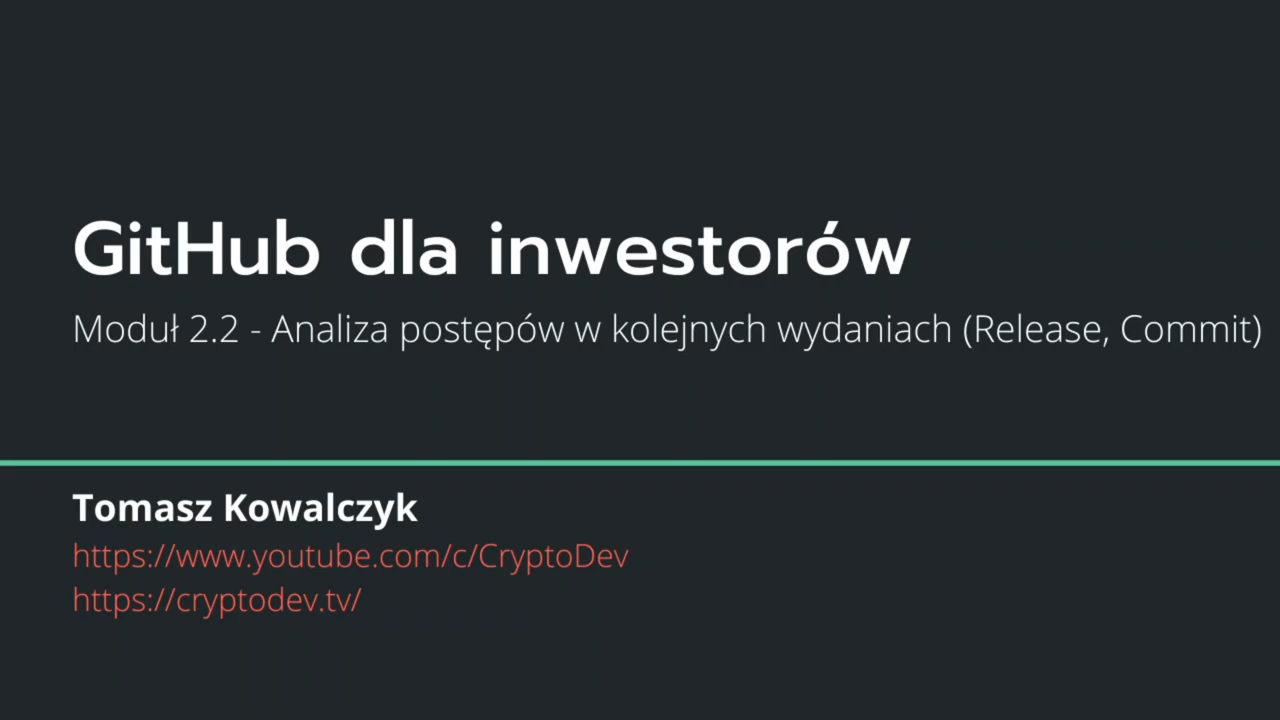 GitHub dla inwestorów
Moduł 2.2 - Analiza postępów w kolejnych wydaniach (Release, Commit)
Tomasz Kowalczyk
https://www.youtube.com/c/CryptoDev
https://cryptodev.tv/